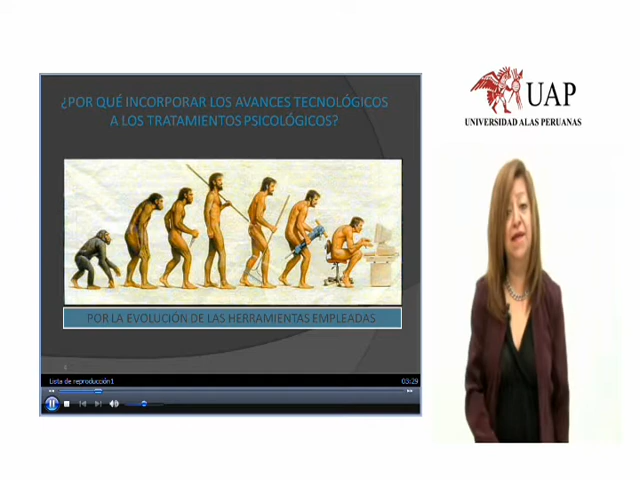 ¿POR QUÉ INCORPORAR LOS AVANCES TECNOLÓGICOS
A LOS TRATAMIENTOS PSICOLÓGICOS?
POR LA EVOLUCIÓN DE LAS HERRAMIENTAS EMPLEADAS
Lista de reproducción1
03:29
UAP
UNIVERSIDAD ALAS PERUANAS